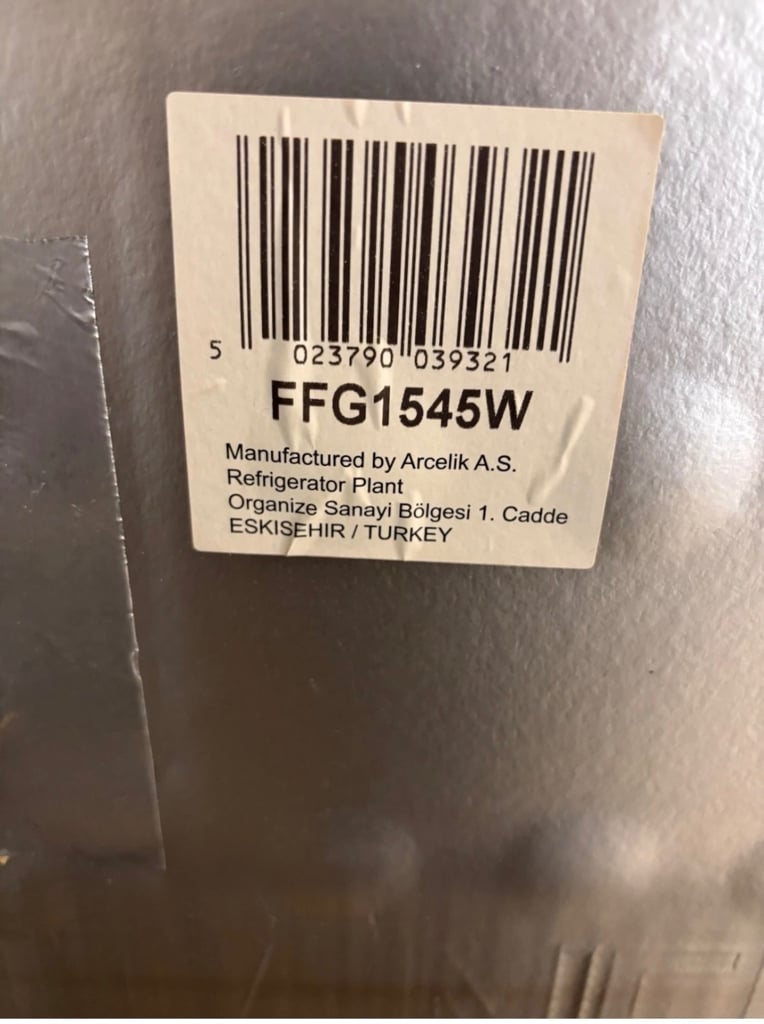 5 023790 039321
FFG1545W
Manufactured by Arcelik A.S.
Refrigerator Plant
Organize Sanayi Bölgesi 1. Cadde
ESKISEHIR / TURKEY